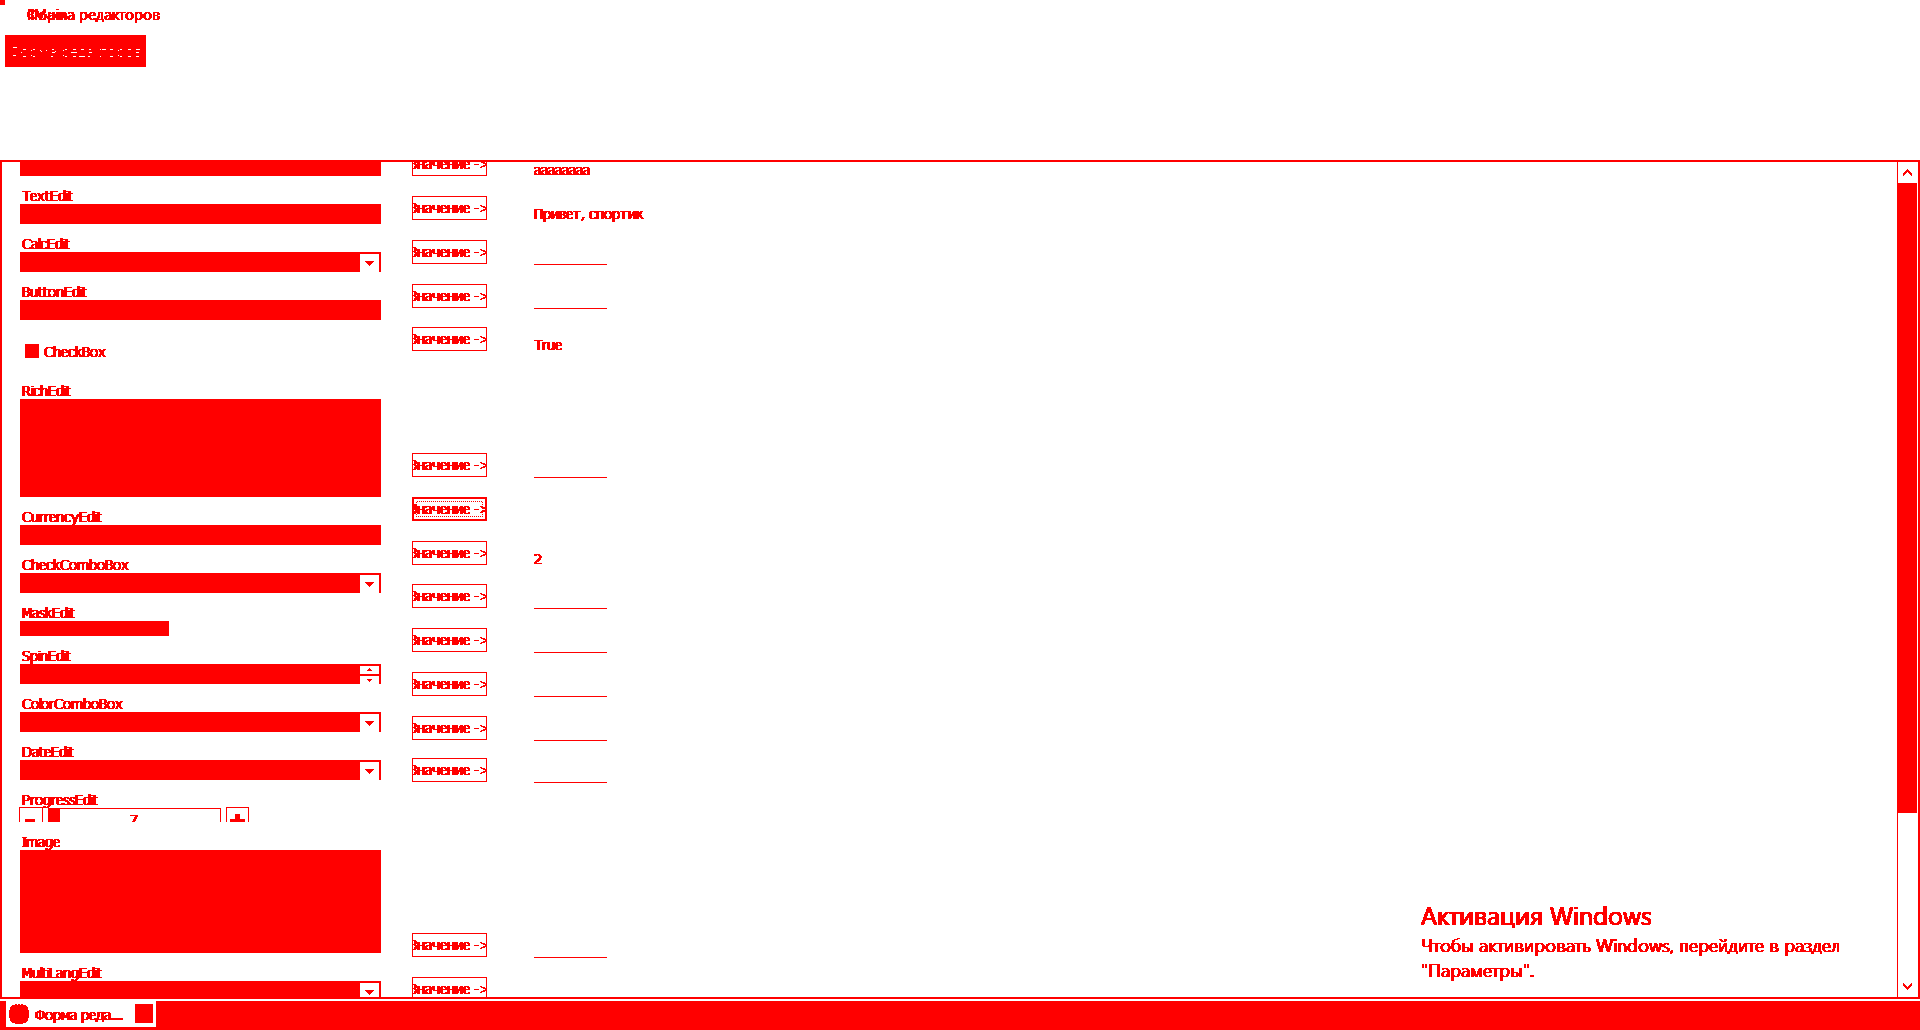 Форма редакторов
Значение ->
aaaaaaaa
TextEdit
Значение ->
Привет, спортик
CalcEdit
Значение ->
ButtonEdit
Значение ->
Значение ->
True
CheckBox
RichEdit
Значение ->
Значение ->
CurrencyEdit
Значение ->
2
CheckComboBox
Значение ->
MaskEdit
Значение ->
SpinEdit
Значение ->
ColorComboBox
Значение ->
DateEdit
Значение ->
ProgressEdit
7
Image
Активация Windows
Чтобы активировать Windows, перейдите в раздел
"Параметры".
Значение ->
MultiLangEdit
Значение ->
Форма реда...